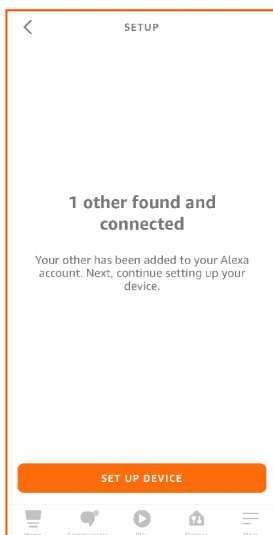 SETUP
1 other found and
connected
Your other has been added to your Alexa
account. Next, continue setting up your
device.
SET UP DEVICE